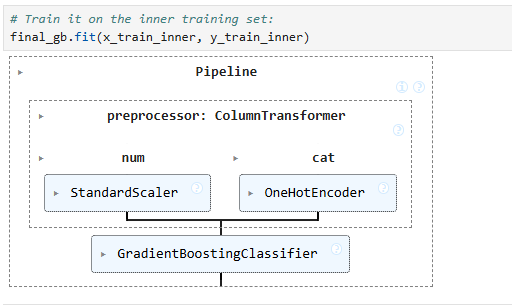 # Train it on the inner training set:
final_gb.fit(x_train_inner, y_train_inner)
▸ Pipeline
i ?
▸ preprocessor: ColumnTransformer
?
▸ num ▸ cat
▸ StandardScaler ? ▸ OneHotEncoder ?
▸ GradientBoostingClassifier ?